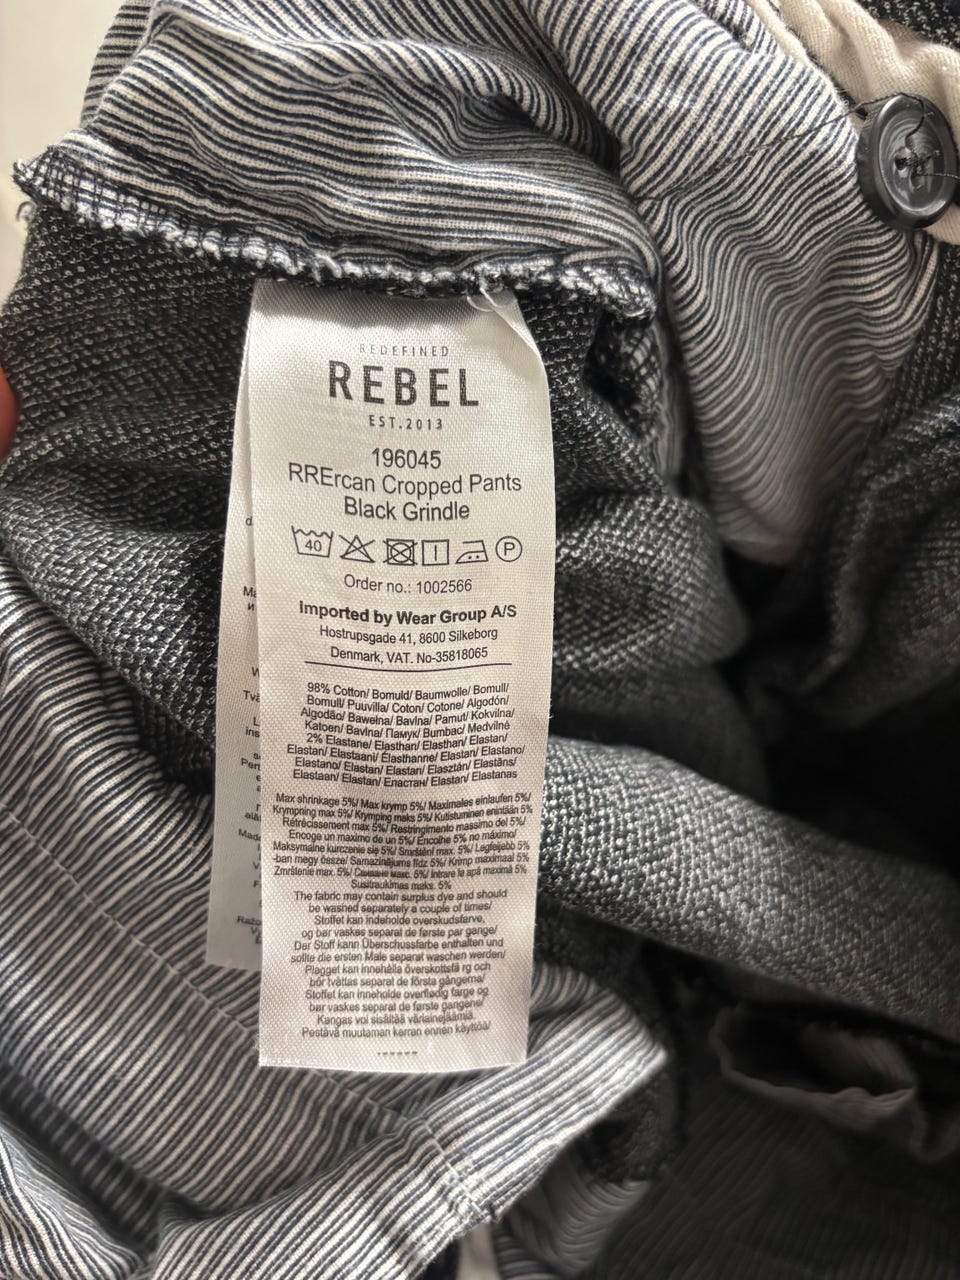 REDEFINED
REBEL
EST.2013
196045
RRErcan Cropped Pants
Black Grindle
40
P
Order no.: 1002566
Imported by Wear Group A/S
Hostrupsgade 41, 8600 Silkeborg
Denmark, VAT. No-35818065
98% Cotton/ Bomuld/ Baumwolle/ Bomull/
Bomull/ Puuvilla/ Coton/ Cotone/ Algodón/
Algodão/ Bawełna/ Bavlna/ Pamut/ Kokvilna/
Katoen/ Bavlna/ Памук/ Bumbac/ Medvilnė
2% Elastane/ Elasthan/ Elasthan/ Elastan/
Elastan/ Elastaani/ Élasthanne/ Elastan/ Elastano/
Elastano/ Elastan/ Elastan/ Elasztán/ Elastāns/
Elastaan/ Elastan/ Еластан/ Elastan/ Elastanas
Max shrinkage 5%/ Max krymp 5%/ Maximales einlaufen 5%/
Krympning max 5%/ Krymping maks 5%/ Kutistuminen enintään 5%/
Rétrécissement max 5%/ Restringimento massimo del 5%/
Encoge un maximo de un 5%/ Encolhe 5% no máximo/
Maksymalne kurczenie się 5%/ Smrštění max. 5%/ Legfeljebb 5%
-ban megy össze/ Samazinājums līdz 5%/ Krimp maximaal 5%
Zmrštenie max. 5%/ Свиване макс. 5%/ Intrare la apă maximă 5%
Susitraukimas maks. 5%
The fabric may contain surplus dye and should
be washed separately a couple of times/
Stoffet kan indeholde overskudsfarve,
og bør vaskes separat de første par gange/
Der Stoff kann Überschussfarbe enthalten und
sollte die ersten Male separat waschen werden/
Plagget kan innehålla överskottsfä rg och
bör tvättas separat de första gångerna/
Stoffet kan inneholde overflødig farge og
bør vaskes separat de første gangene/
Kangas voi sisältää väriainejäämiä.
Pestävä muutaman kerran ennen käyttöä/
------